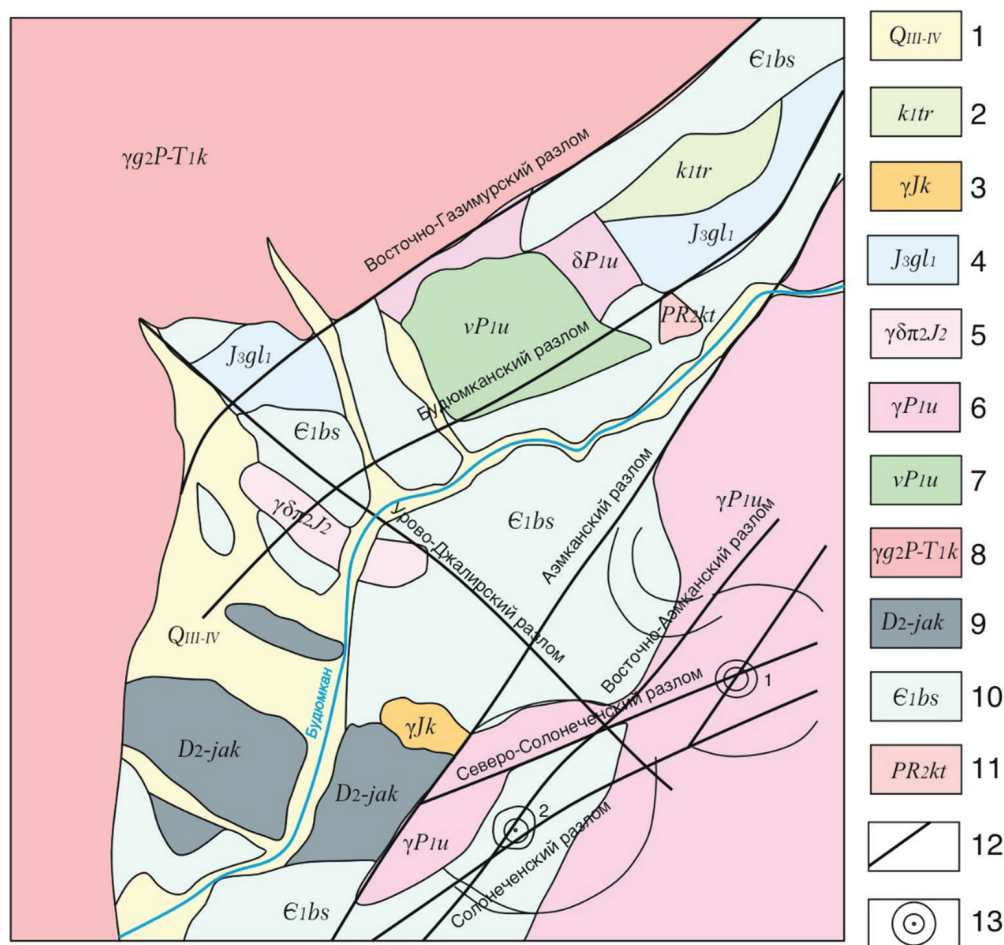 Є1bs
γg2P-T1k
k1tr
Восточно-Газимурский разлом
δP1u
J3gl1
νP1u
PR2kt
J3gl1
Будюмканский разлом
Є1bs
γδπ2J2
Урово-Джалирский разлом
Є1bs
Аэмканский разлом
γP1u
Восточно-Аэмканский разлом
QIII-IV
Северо-Солонеченский разлом
1
Будюмкан
γJk
D2-jak
D2-jak
2
γP1u
Солонеченский разлом
Є1bs
QIII-IV 1
k1tr 2
γJk 3
J3gl1 4
γδπ2J2 5
γP1u 6
νP1u 7
γg2P-T1k 8
D2-jak 9
Є1bs 10
PR2kt 11
12
13